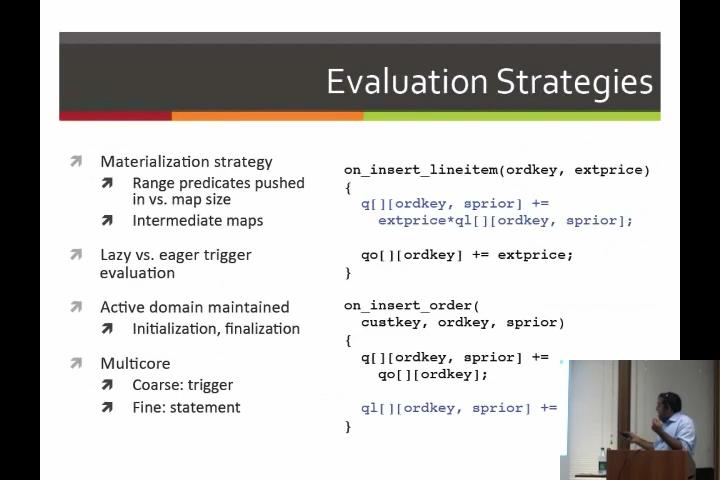 Evaluation Strategies
Materialization strategy
Range predicates pushed
in vs. map size
Intermediate maps
Lazy vs. eager trigger
evaluation
Active domain maintained
Initialization, finalization
Multicore
Coarse: trigger
Fine: statement
on_insert_lineitem(ordkey, extprice)
{
q[][ordkey, sprior] +=
extprice*ql[][ordkey, sprior];
qo[][ordkey] += extprice;
}
on_insert_order(
custkey, ordkey, sprior)
{
q[][ordkey, sprior] +=
qo[][ordkey];
ql[][ordkey, sprior] +=
}